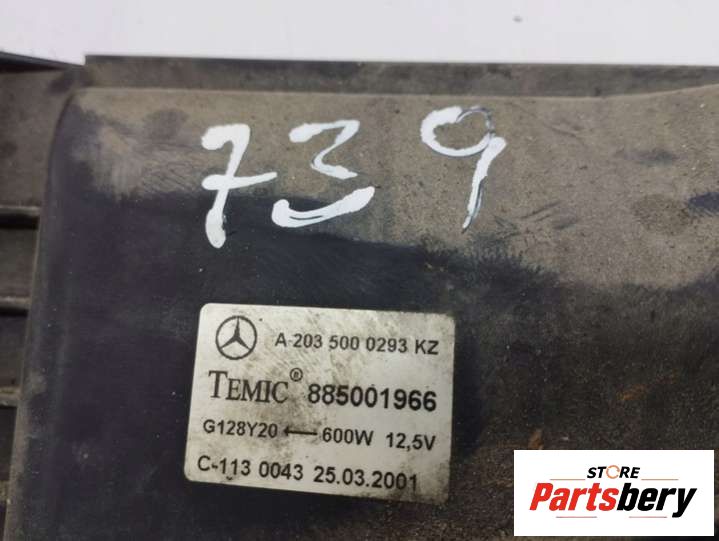 739
A-203 500 0293 KZ
TEMIC® 885001966
G128Y20 ⟵ 600W 12,5V
C-113 0043 25.03.2001
STORE
Partsbery